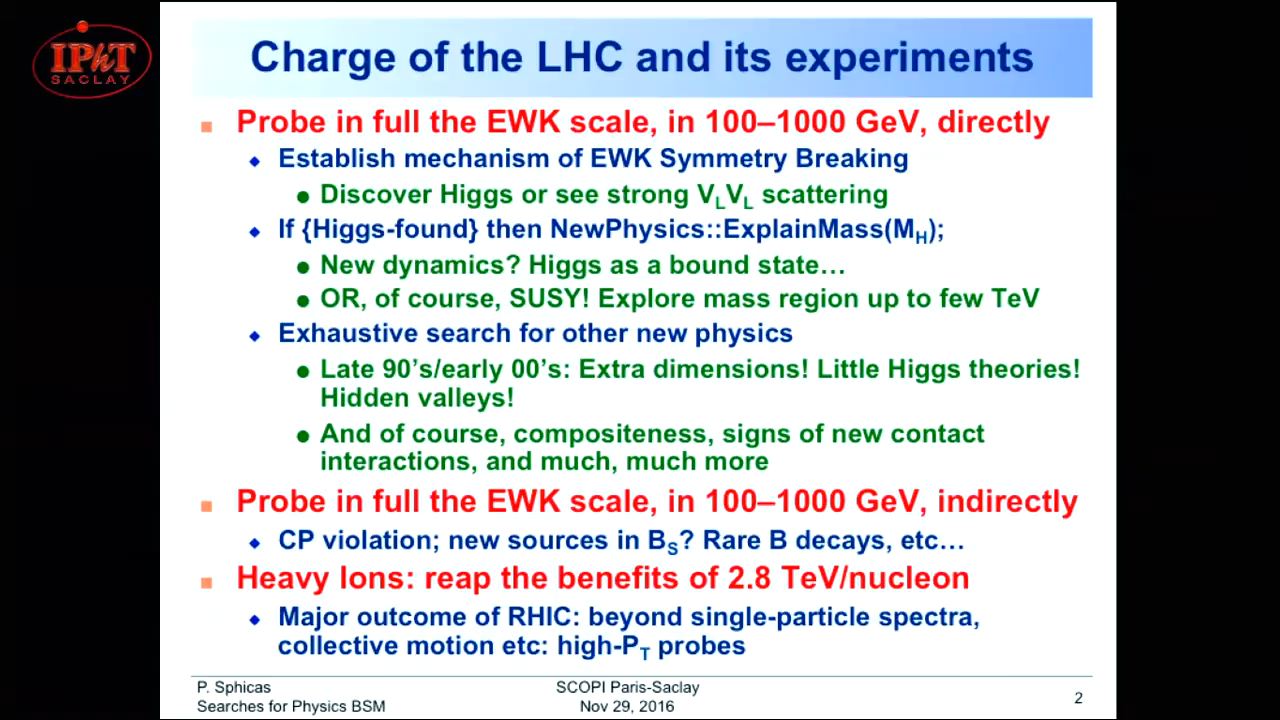 IPhT
SACLAY
Charge of the LHC and its experiments
Probe in full the EWK scale, in 100–1000 GeV, directly
Establish mechanism of EWK Symmetry Breaking
Discover Higgs or see strong VLVL scattering
If {Higgs-found} then NewPhysics::ExplainMass(MH);
New dynamics? Higgs as a bound state…
OR, of course, SUSY! Explore mass region up to few TeV
Exhaustive search for other new physics
Late 90’s/early 00’s: Extra dimensions! Little Higgs theories!
Hidden valleys!
And of course, compositeness, signs of new contact
interactions, and much, much more
Probe in full the EWK scale, in 100–1000 GeV, indirectly
CP violation; new sources in BS? Rare B decays, etc…
Heavy Ions: reap the benefits of 2.8 TeV/nucleon
Major outcome of RHIC: beyond single-particle spectra,
collective motion etc: high-PT probes
P. Sphicas
Searches for Physics BSM
SCOPI Paris-Saclay
Nov 29, 2016
2